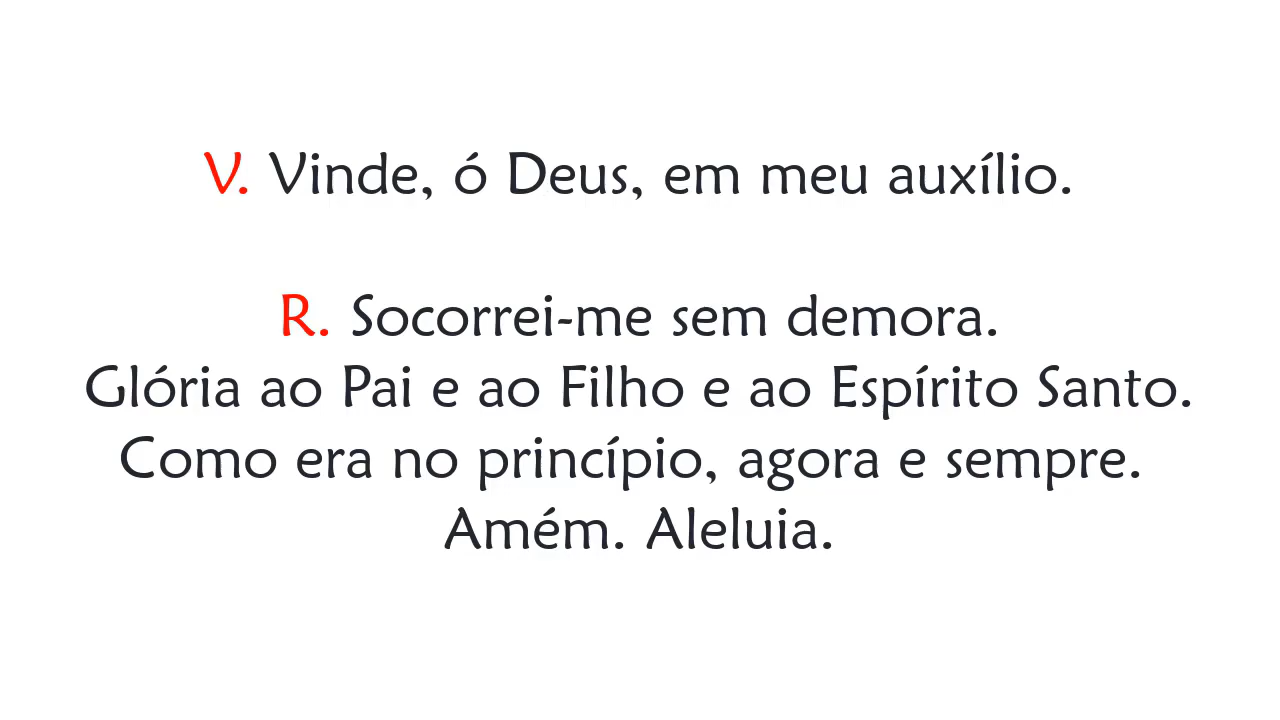 V. Vinde, ó Deus, em meu auxílio.
R. Socorrei-me sem demora.
Glória ao Pai e ao Filho e ao Espírito Santo.
Como era no princípio, agora e sempre.
Amém. Aleluia.